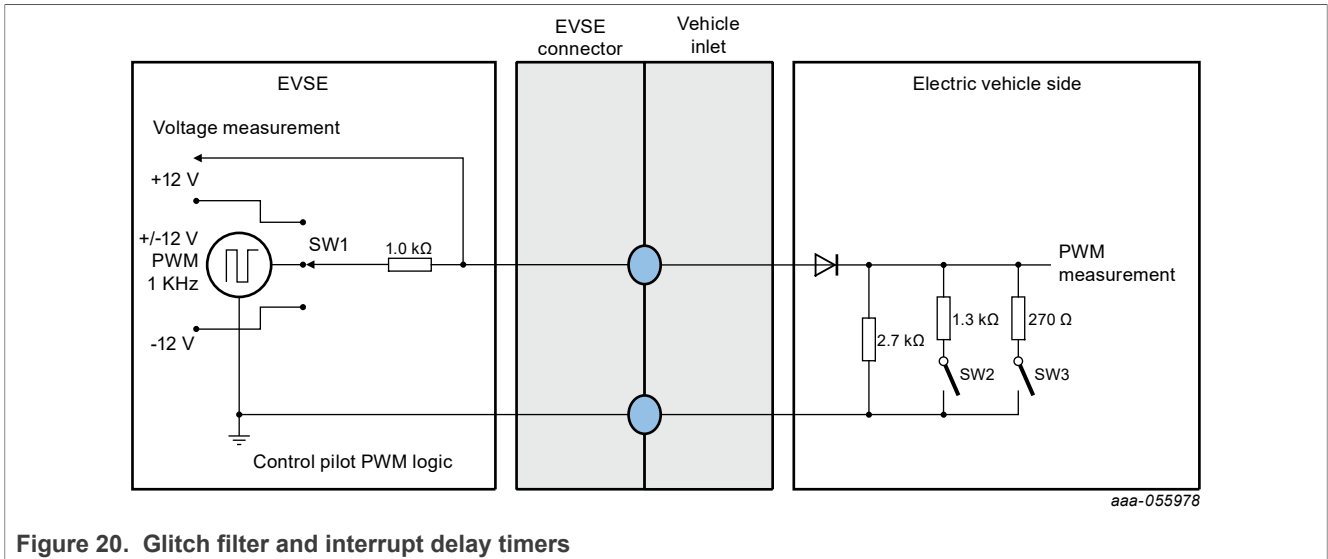 EVSE
connector
Vehicle
inlet
EVSE
Electric vehicle side
Voltage measurement
+12 V
+/-12 V
PWM
1 KHz
SW1
1.0 kΩ
-12 V
PWM
measurement
2.7 kΩ
1.3 kΩ
270 Ω
SW2
SW3
Control pilot PWM logic
aaa-055978
Figure 20. Glitch filter and interrupt delay timers